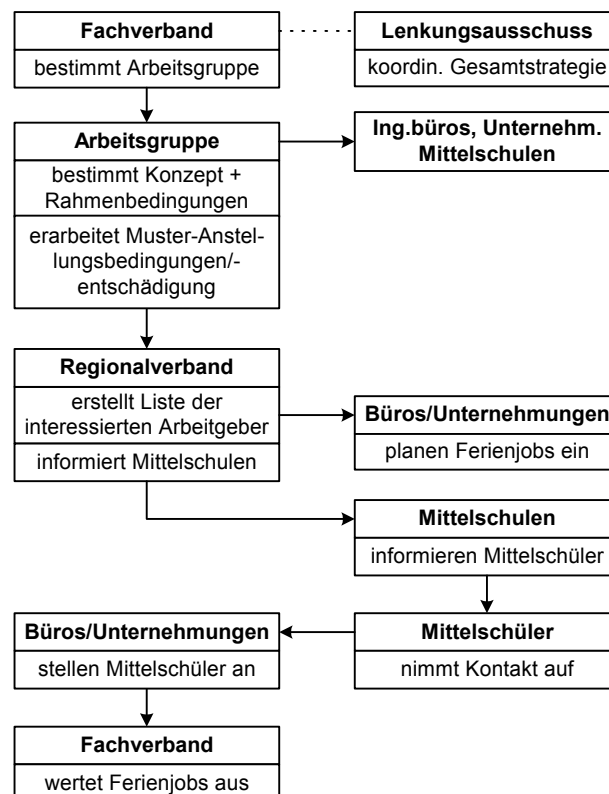 Fachverband
bestimmt Arbeitsgruppe
Lenkungsausschuss
koordin. Gesamtstrategie
Arbeitsgruppe
bestimmt Konzept +
Rahmenbedingungen
erarbeitet Muster-Anstel-
lungsbedingungen/-
entschädigung
Ing.büros, Unternehm.
Mittelschulen
Regionalverband
erstellt Liste der
interessierten Arbeitgeber
informiert Mittelschulen
Büros/Unternehmungen
planen Ferienjobs ein
Mittelschulen
informieren Mittelschüler
Mittelschüler
nimmt Kontakt auf
Büros/Unternehmungen
stellen Mittelschüler an
Fachverband
wertet Ferienjobs aus